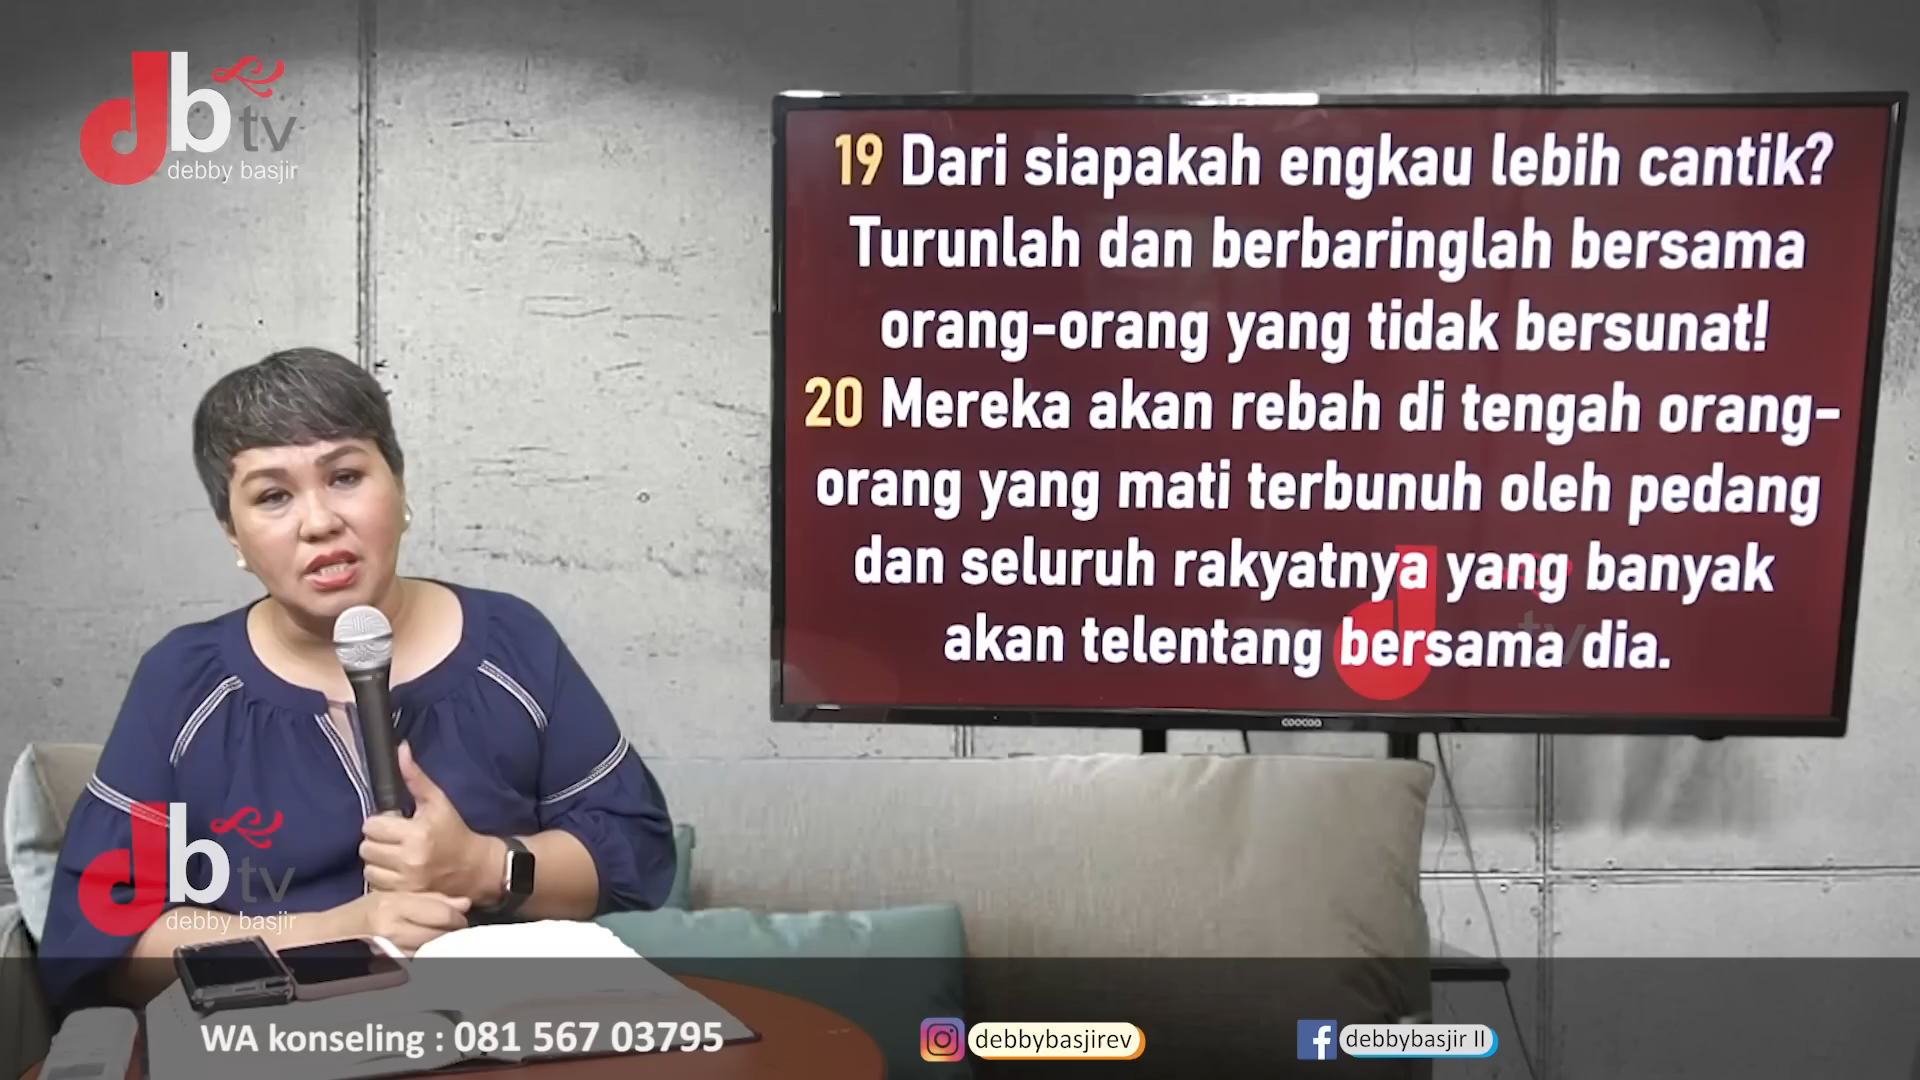 db tv
debby basjir
19 Dari siapakah engkau lebih cantik?
Turunlah dan berbaringlah bersama
orang-orang yang tidak bersunat!
20 Mereka akan rebah di tengah orang-
orang yang mati terbunuh oleh pedang
dan seluruh rakyatnya yang banyak
akan telentang bersama dia.
d tv
coocaa
db tv
debby basjir
WA konseling : 081 567 03795
debbybasjirev
debbybasjir II